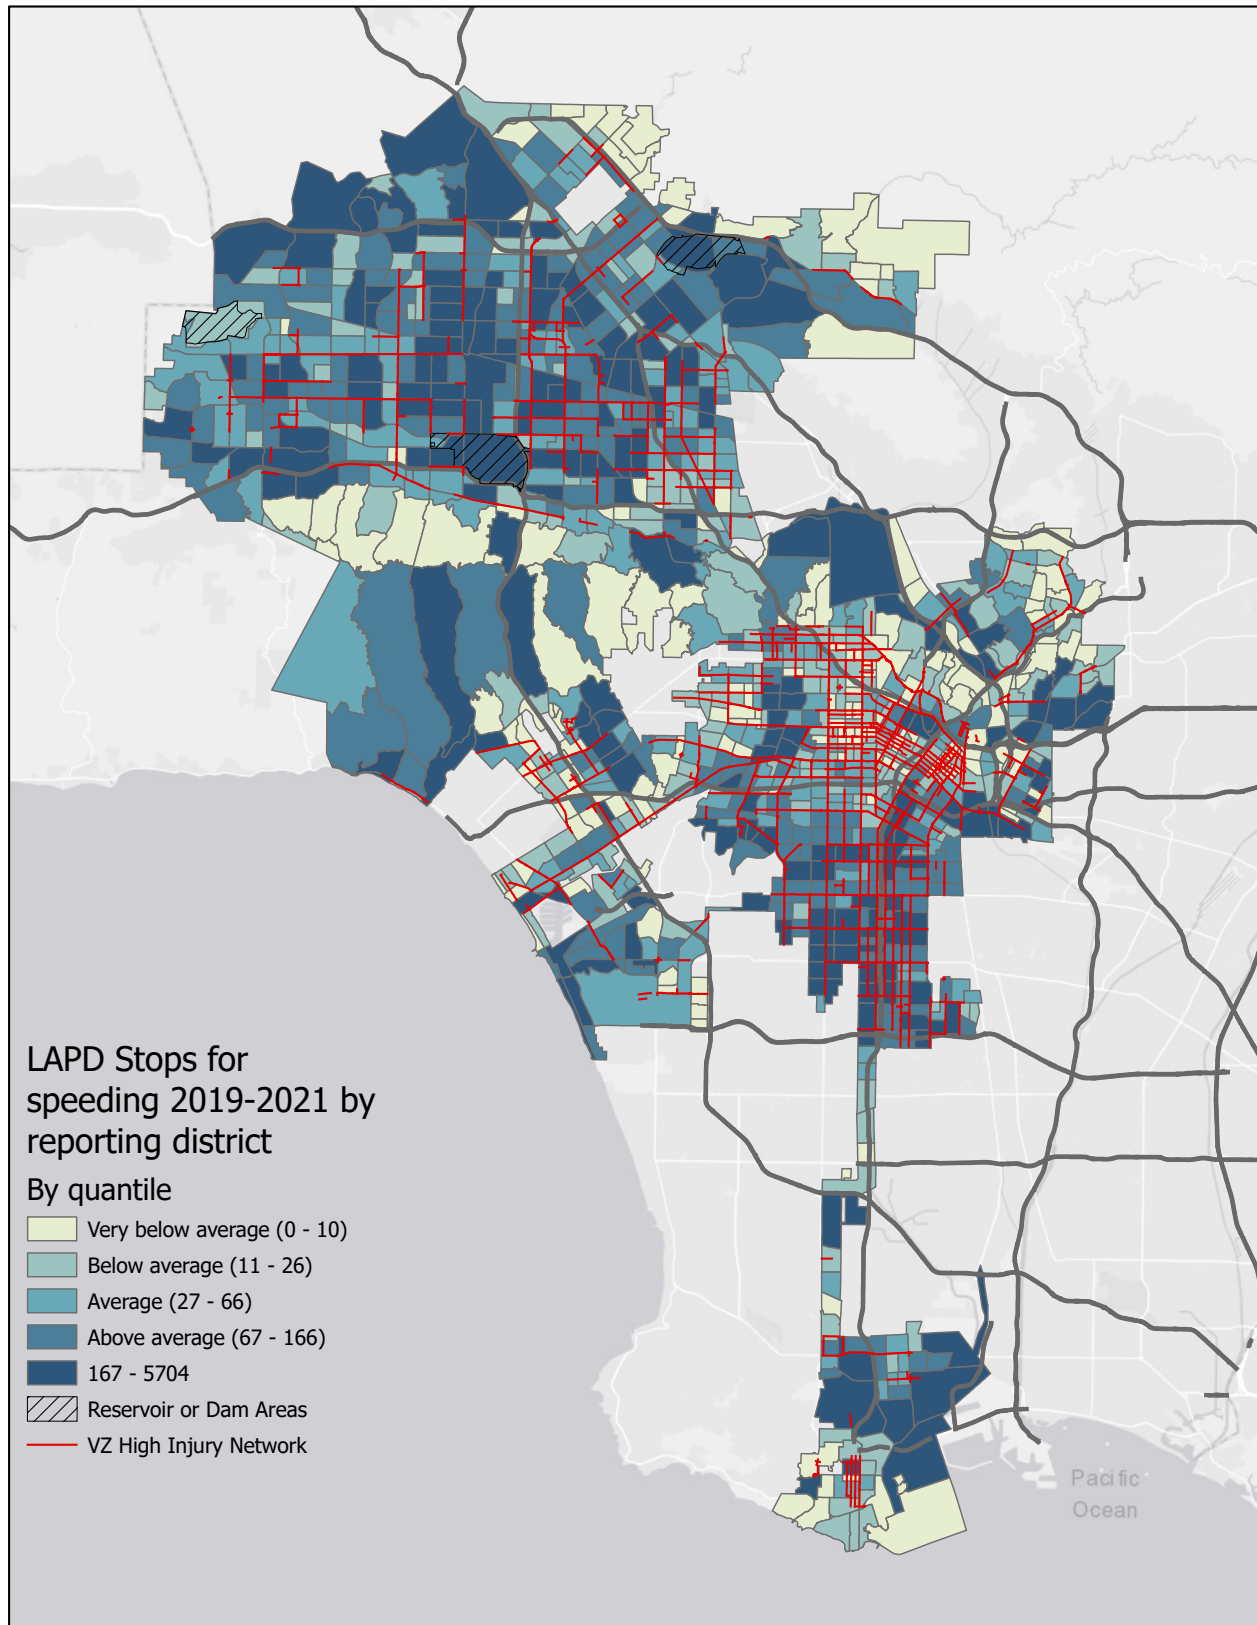 LAPD Stops for
speeding 2019-2021 by
reporting district
By quantile
Very below average (0 - 10)
Below average (11 - 26)
Average (27 - 66)
Above average (67 - 166)
167 - 5704
Reservoir or Dam Areas
VZ High Injury Network
Pacific
Ocean